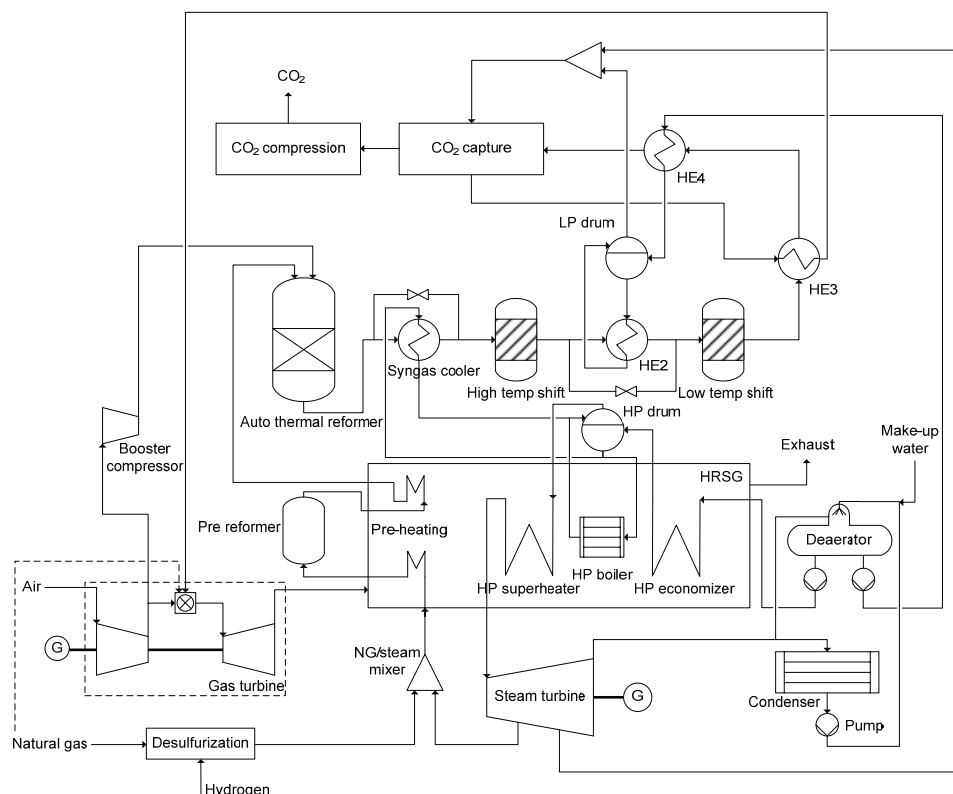 CO₂
CO₂ compression
CO₂ capture
HE4
LP drum
HE3
Syngas cooler
HE2
High temp shift
Low temp shift
Auto thermal reformer
HP drum
Booster
compressor
Exhaust
Make-up
water
HRSG
Pre reformer
Pre-heating
Deaerator
HP boiler
HP superheater
HP economizer
Air
G
Gas turbine
NG/steam
mixer
Steam turbine
G
Condenser
Pump
Natural gas
Desulfurization
Hydrogen